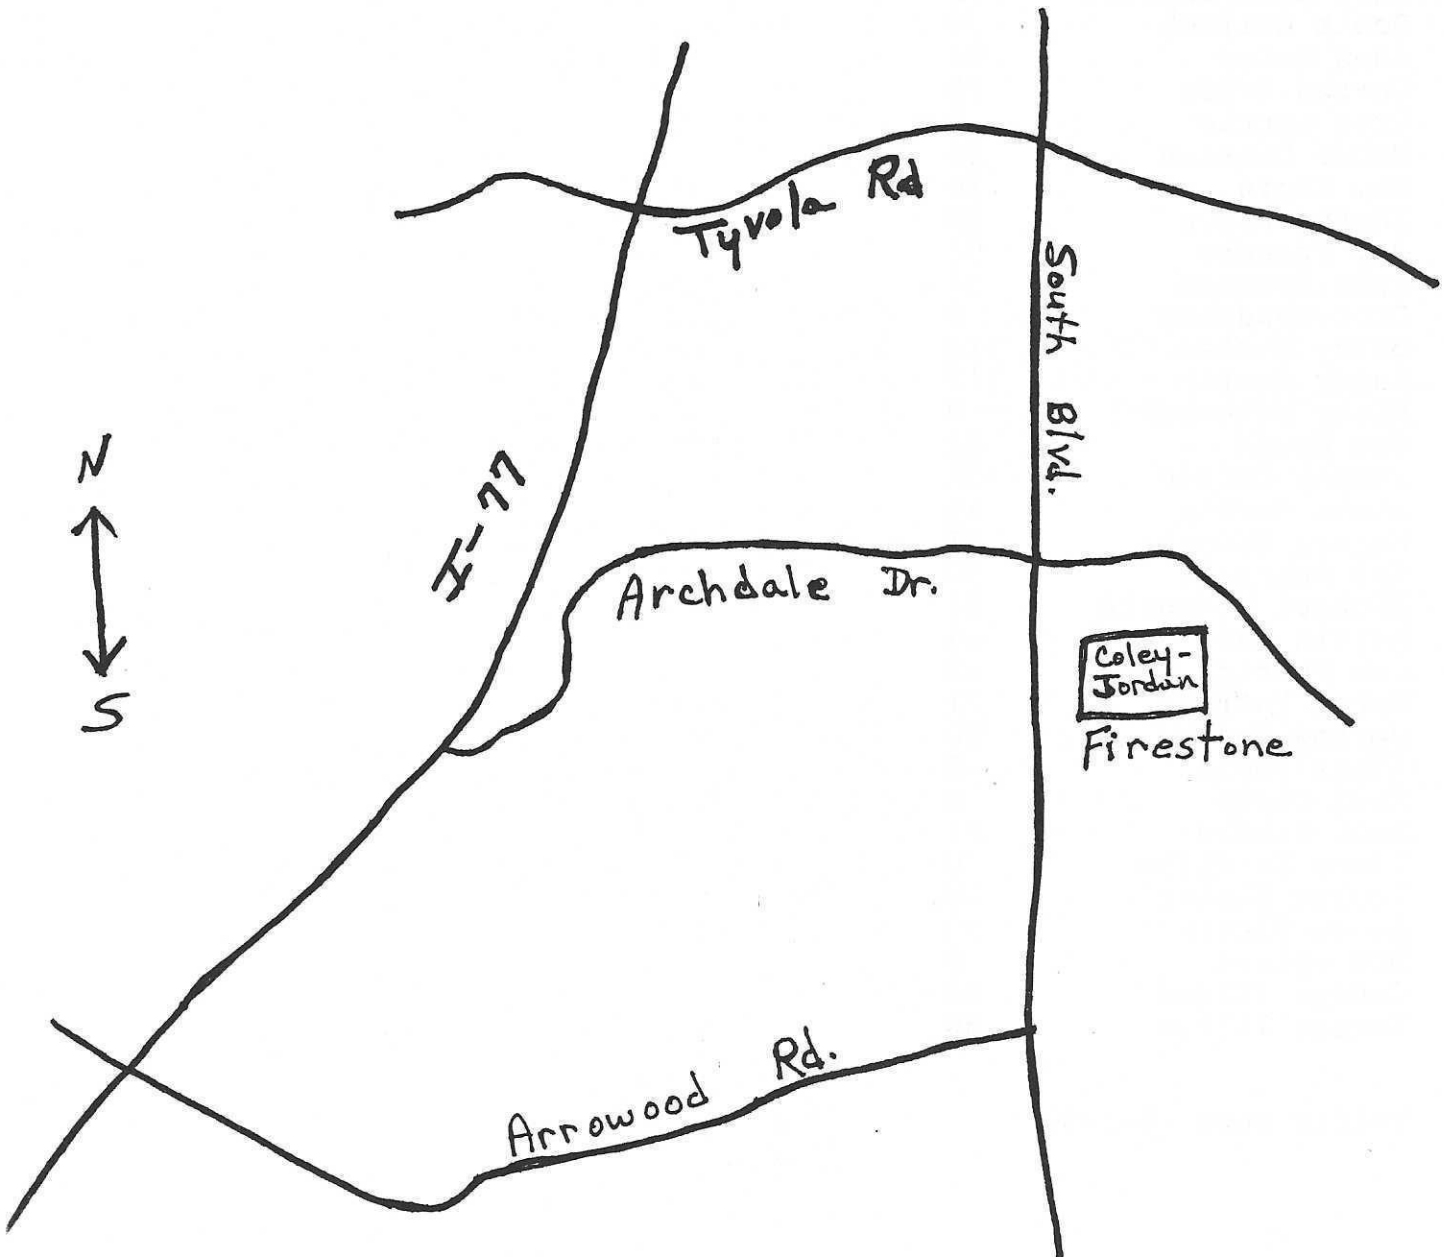 Tyvola Rd
South Blvd.
N
I-77
Archdale Dr.
Coley-
Jordan
S
Firestone
Arrowood Rd.